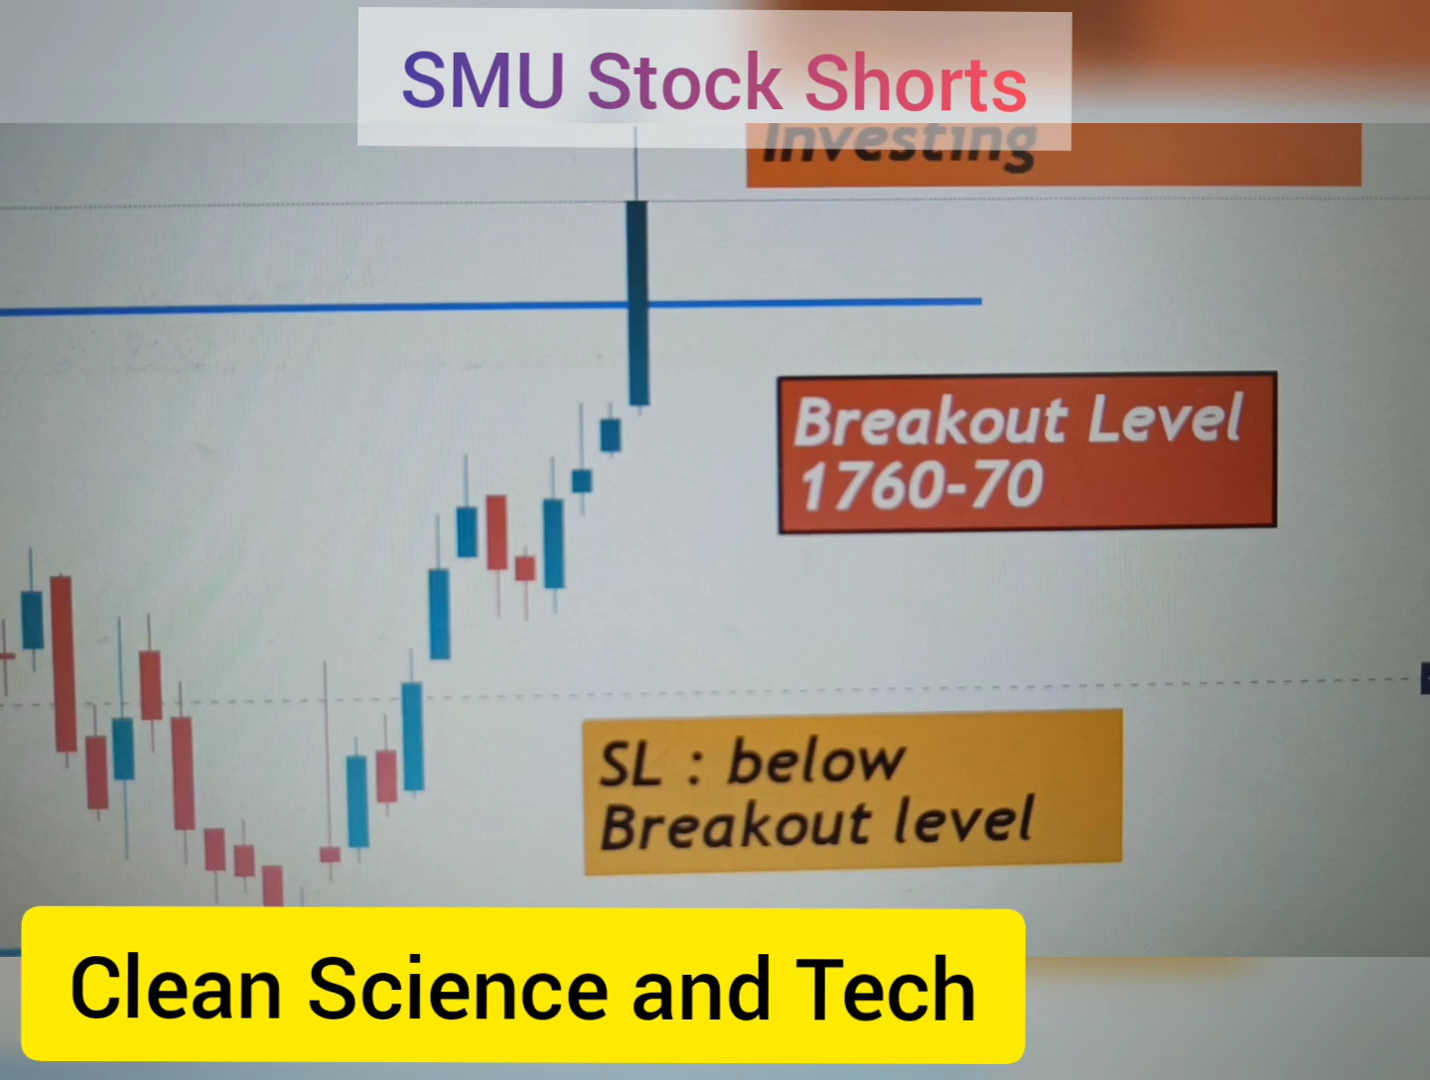 SMU Stock Shorts
Investing
Breakout Level
1760-70
SL : below
Breakout level
Clean Science and Tech